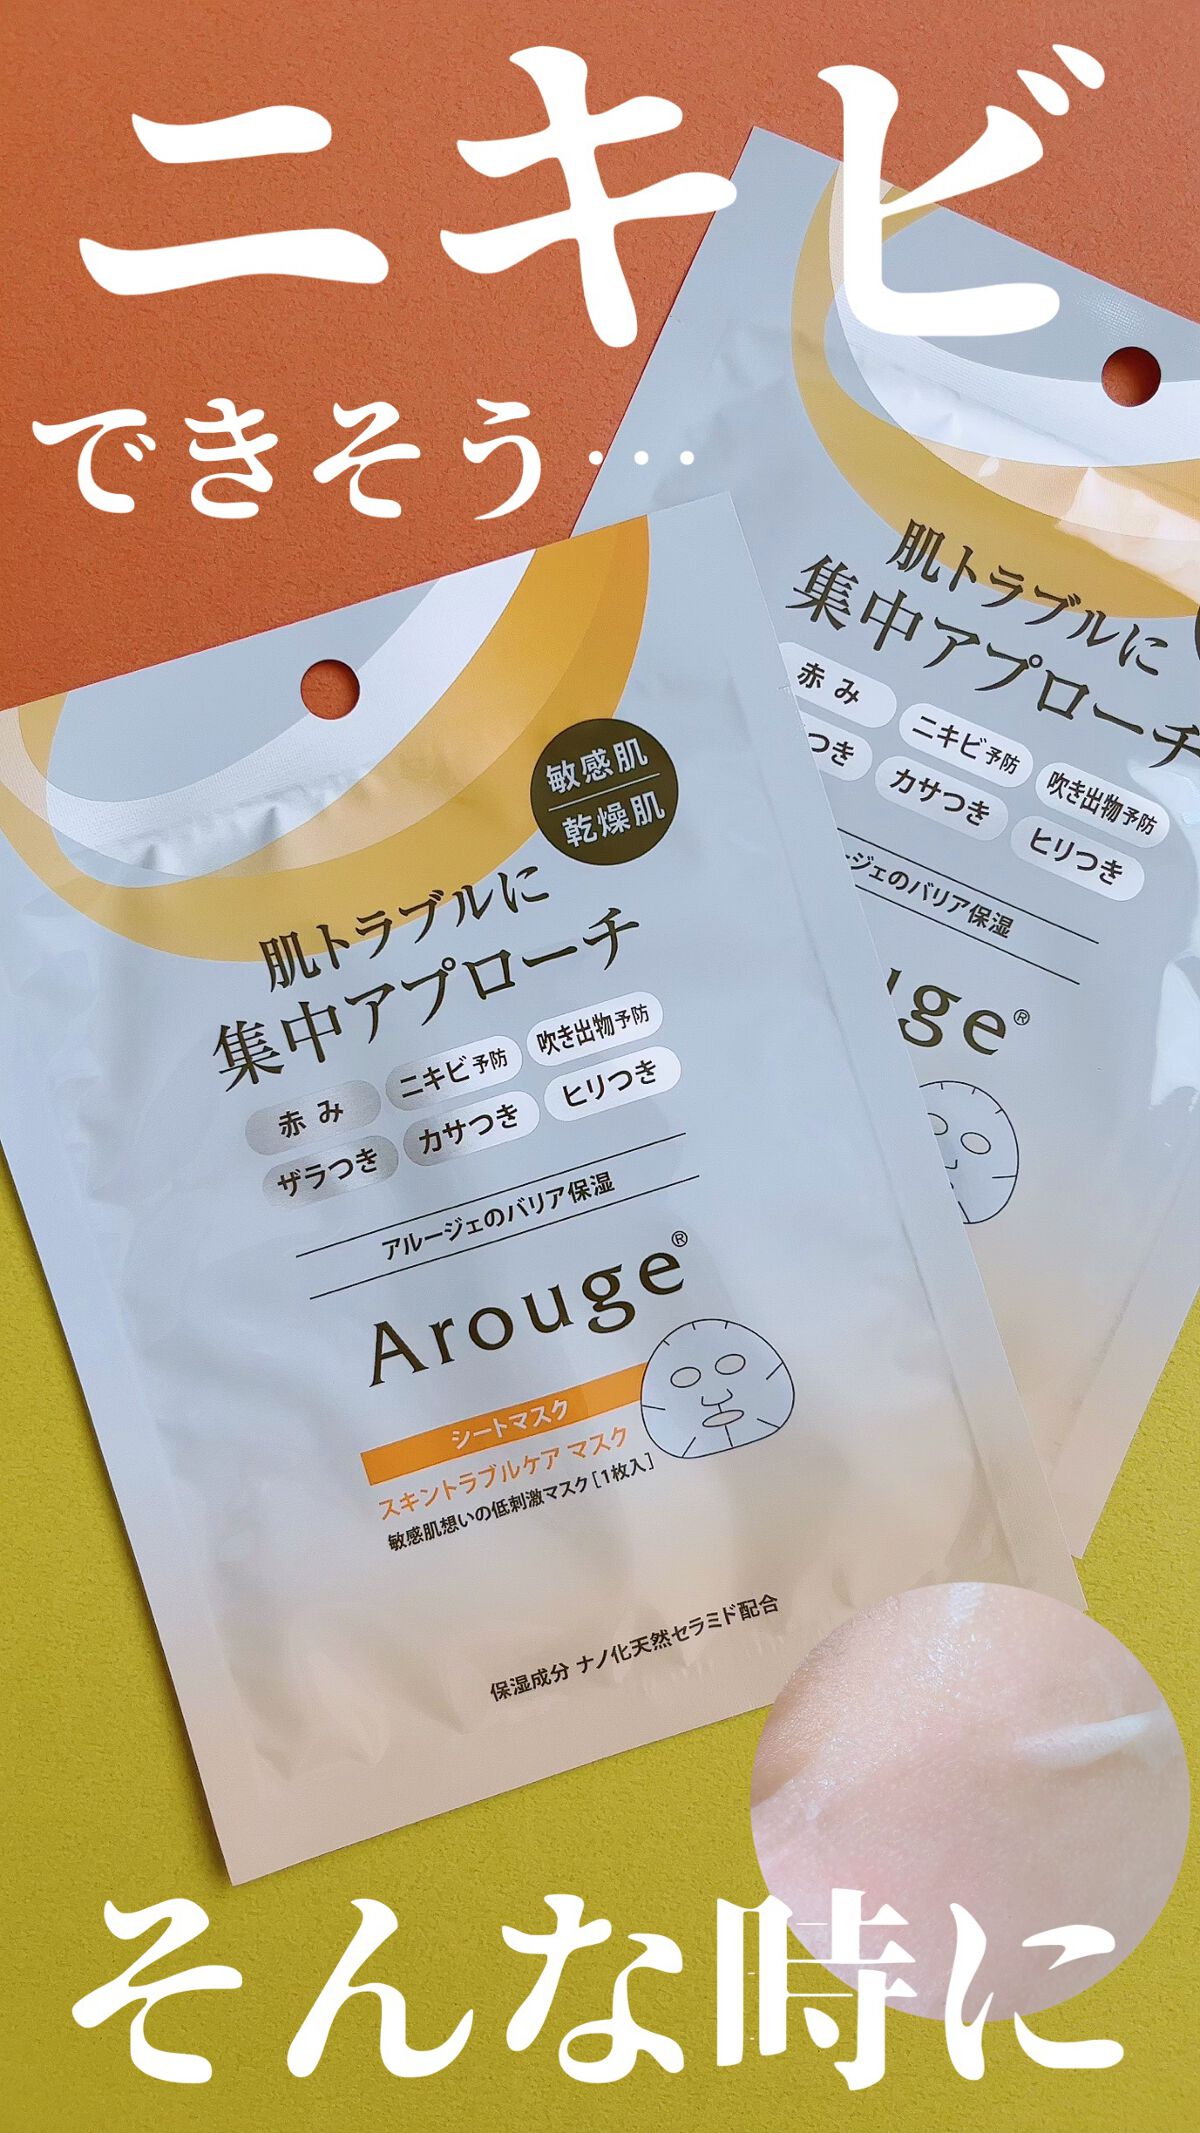 ニキビ
できそう…
敏感肌
乾燥肌
肌トラブルに
集中アプローチ
赤み ニキビ予防 吹き出物予防
ザラつき カサつき ヒリつき
アルージェのバリア保湿
Arouge®
シートマスク
スキントラブルケア マスク
敏感肌想いの低刺激マスク［1枚入］
保湿成分 ナノ化天然セラミド配合
肌トラブルに
集中アプローチ
赤み ニキビ予防 吹き出物予防
つき カサつき ヒリつき
ージェのバリア保湿
uge®
そんな時に